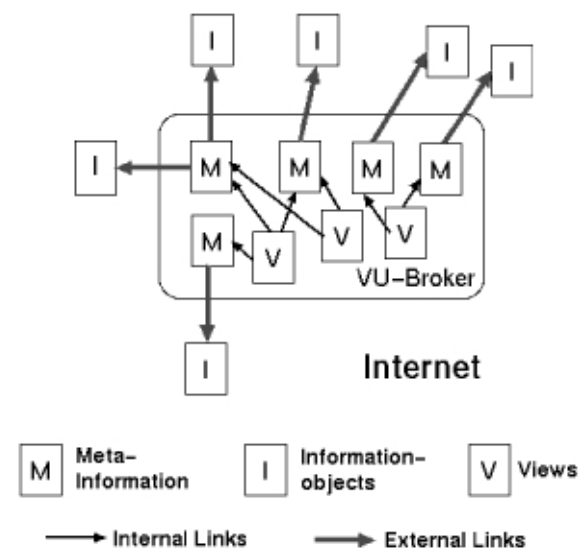 I
I
I
I
I
M
M
M
M
M
V
V
V
VU-Broker
I
Internet
M
Meta-
Information
I
Information-
objects
V
Views
Internal Links
External Links